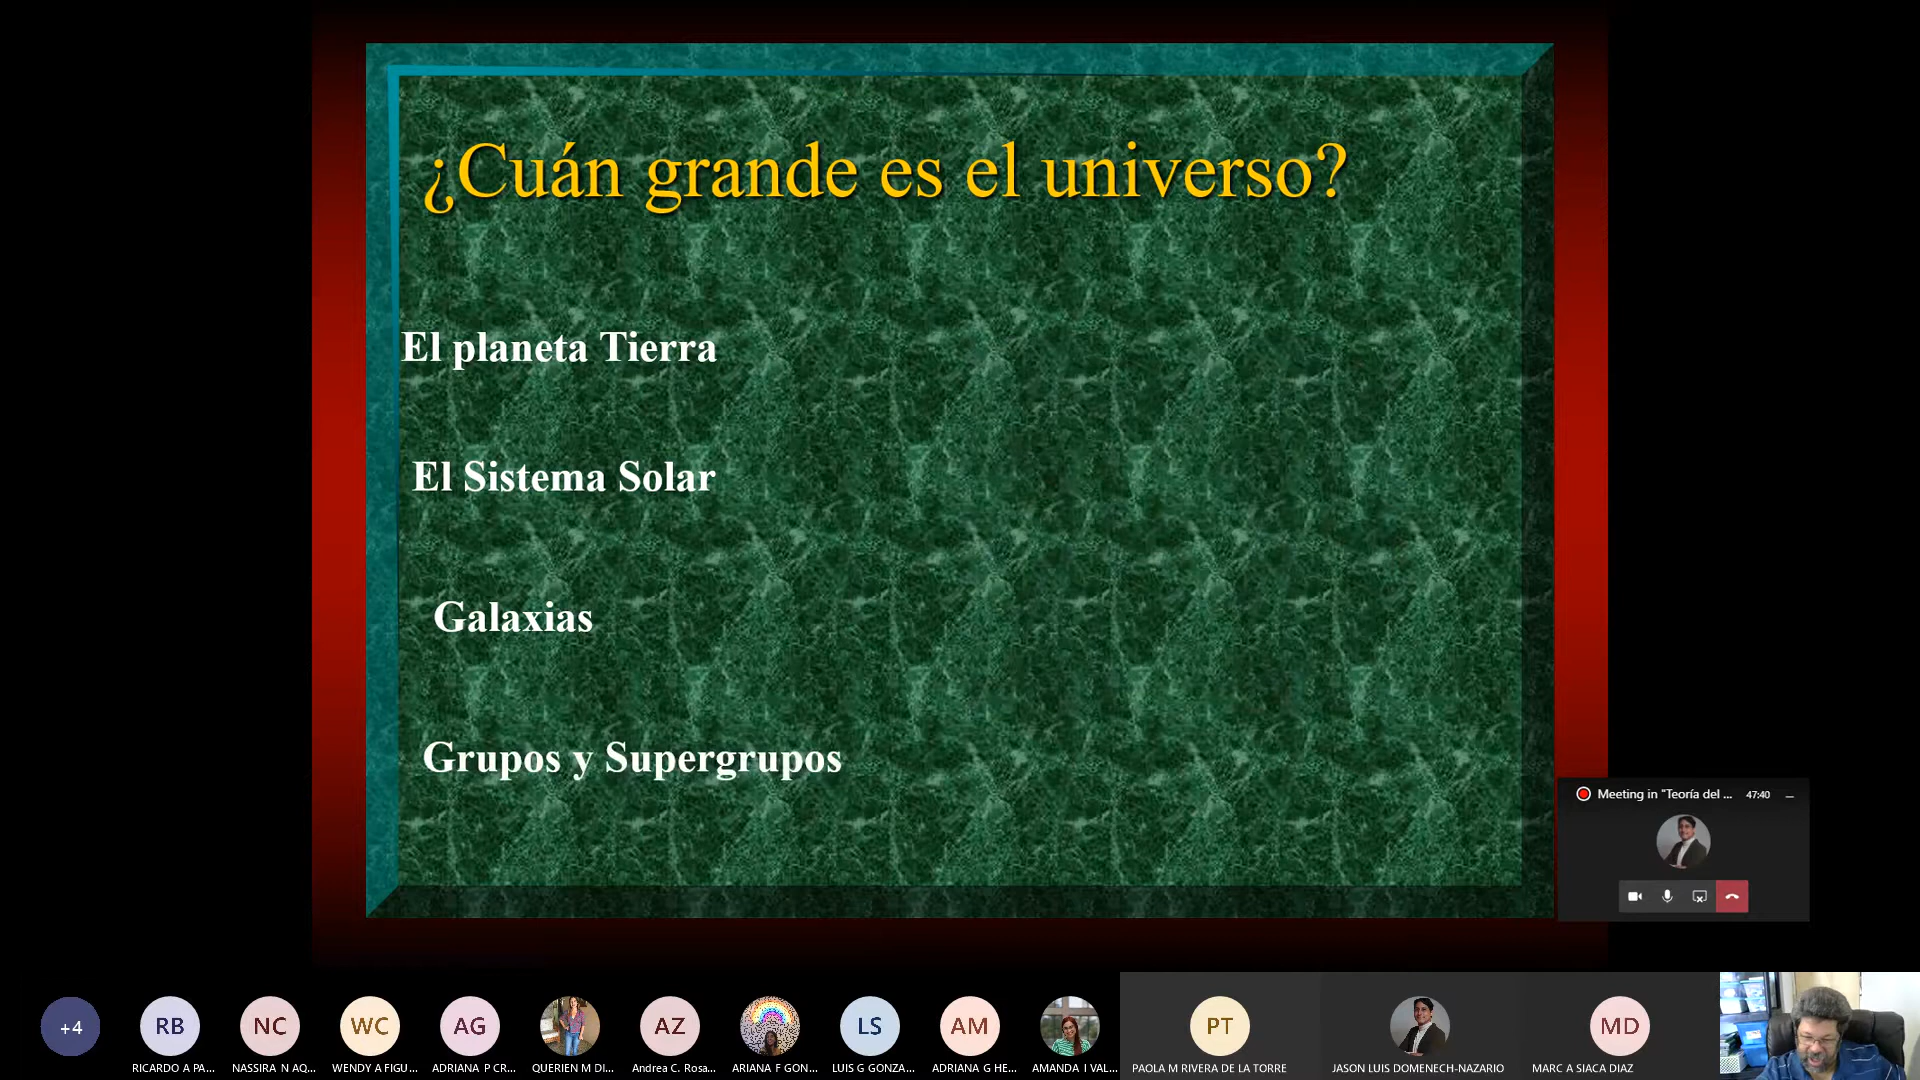 ¿Cuán grande es el universo?
El planeta Tierra
El Sistema Solar
Galaxias
Grupos y Supergrupos
Meeting in "Teoría del ... 47:40
+4
RB
NC
WC
AG
AZ
LS
AM
PT
MD
RICARDO A PA...
NASSIRA N AQ...
WENDY A FIGU...
ADRIANA P CR...
QUERIEN M DI...
Andrea C. Rosa...
ARIANA F GON...
LUIS G GONZA...
ADRIANA G HE...
AMANDA I VAL...
PAOLA M RIVERA DE LA TORRE
JASON LUIS DOMENECH-NAZARIO
MARC A SIACA DIAZ